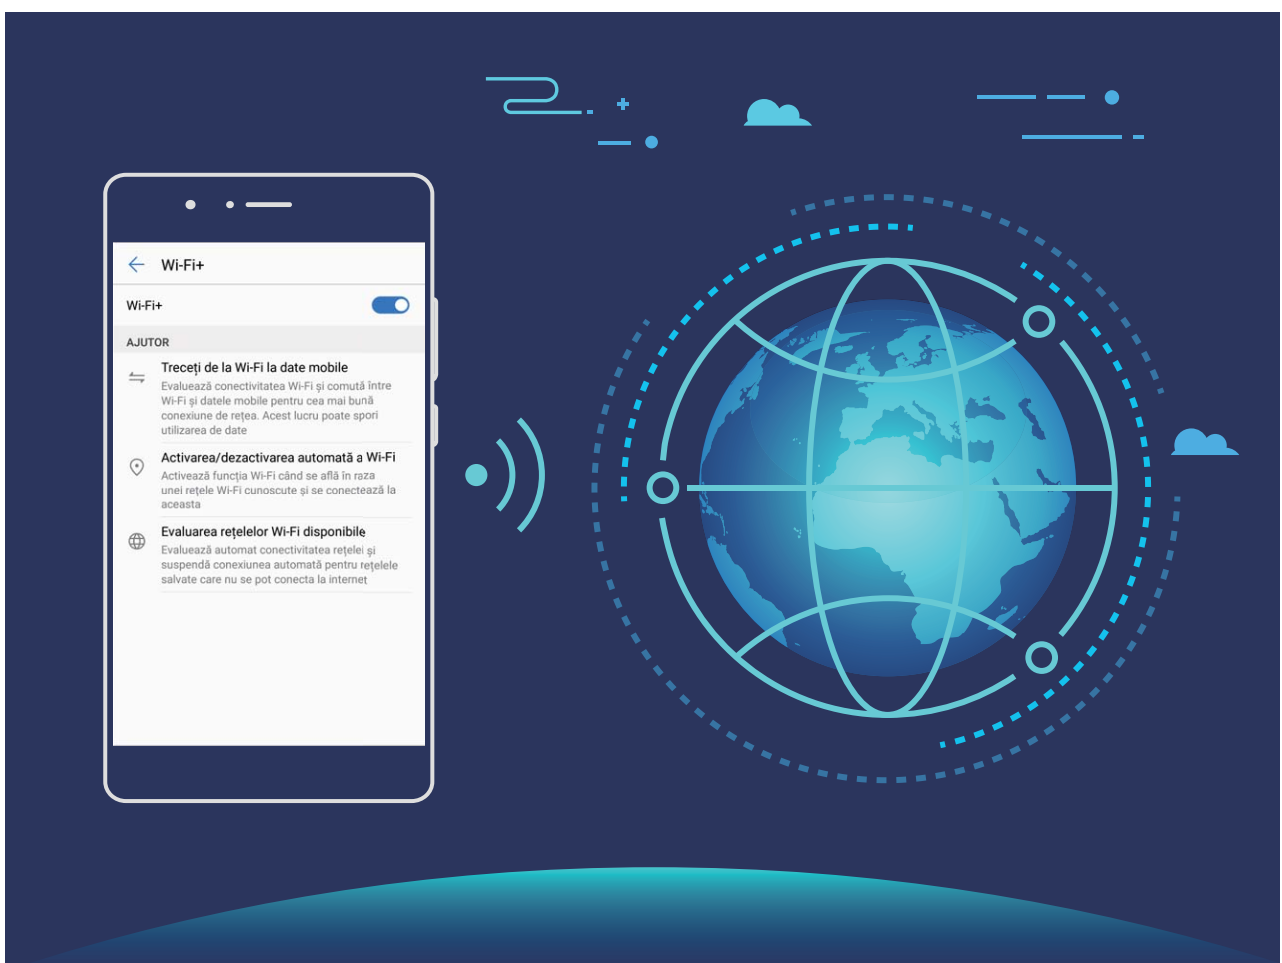 Wi-Fi+
Wi-Fi+
AJUTOR
Treceți de la Wi-Fi la date mobile
Evaluează conectivitatea Wi-Fi și comută între
Wi-Fi și datele mobile pentru cea mai bună
conexiune de rețea. Acest lucru poate spori
utilizarea de date
Activarea/dezactivarea automată a Wi-Fi
Activează funcția Wi-Fi când se află în raza
unei rețele Wi-Fi cunoscute și se conectează la
aceasta
Evaluarea rețelelor Wi-Fi disponibile
Evaluează automat conectivitatea rețelei și
suspendă conexiunea automată pentru rețelele
salvate care nu se pot conecta la internet